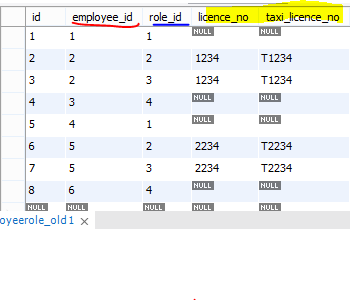 id employee_id role_id licence_no taxi_licence_no
1 1 1 NULL NULL
2 2 2 1234 T1234
3 2 3 1234 T1234
4 3 4 NULL NULL
5 4 1 NULL NULL
6 5 2 2234 T2234
7 5 3 2234 T2234
8 6 4 NULL NULL
NULL NULL NULL NULL NULL
oyeerole_old1 ×